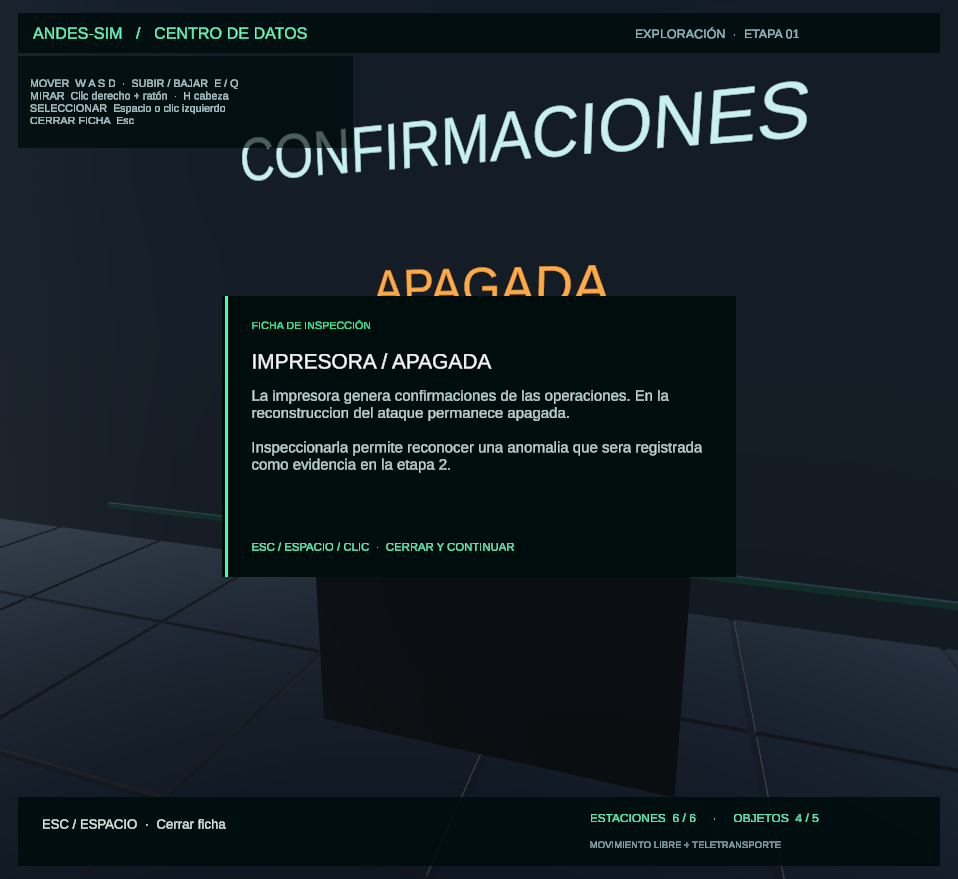 ANDES-SIM / CENTRO DE DATOS
EXPLORACIÓN · ETAPA 01
MOVER W A S D · SUBIR / BAJAR E / Q
MIRAR Clic derecho + ratón · H cabeza
SELECCIONAR Espacio o clic izquierdo
CERRAR FICHA Esc
CONFIRMACIONES
APAGADA
FICHA DE INSPECCIÓN
IMPRESORA / APAGADA
La impresora genera confirmaciones de las operaciones. En la
reconstruccion del ataque permanece apagada.
Inspeccionarla permite reconocer una anomalia que sera registrada
como evidencia en la etapa 2.
ESC / ESPACIO / CLIC · CERRAR Y CONTINUAR
ESC / ESPACIO · Cerrar ficha
ESTACIONES 6 / 6 · OBJETOS 4 / 5
MOVIMIENTO LIBRE + TELETRANSPORTE